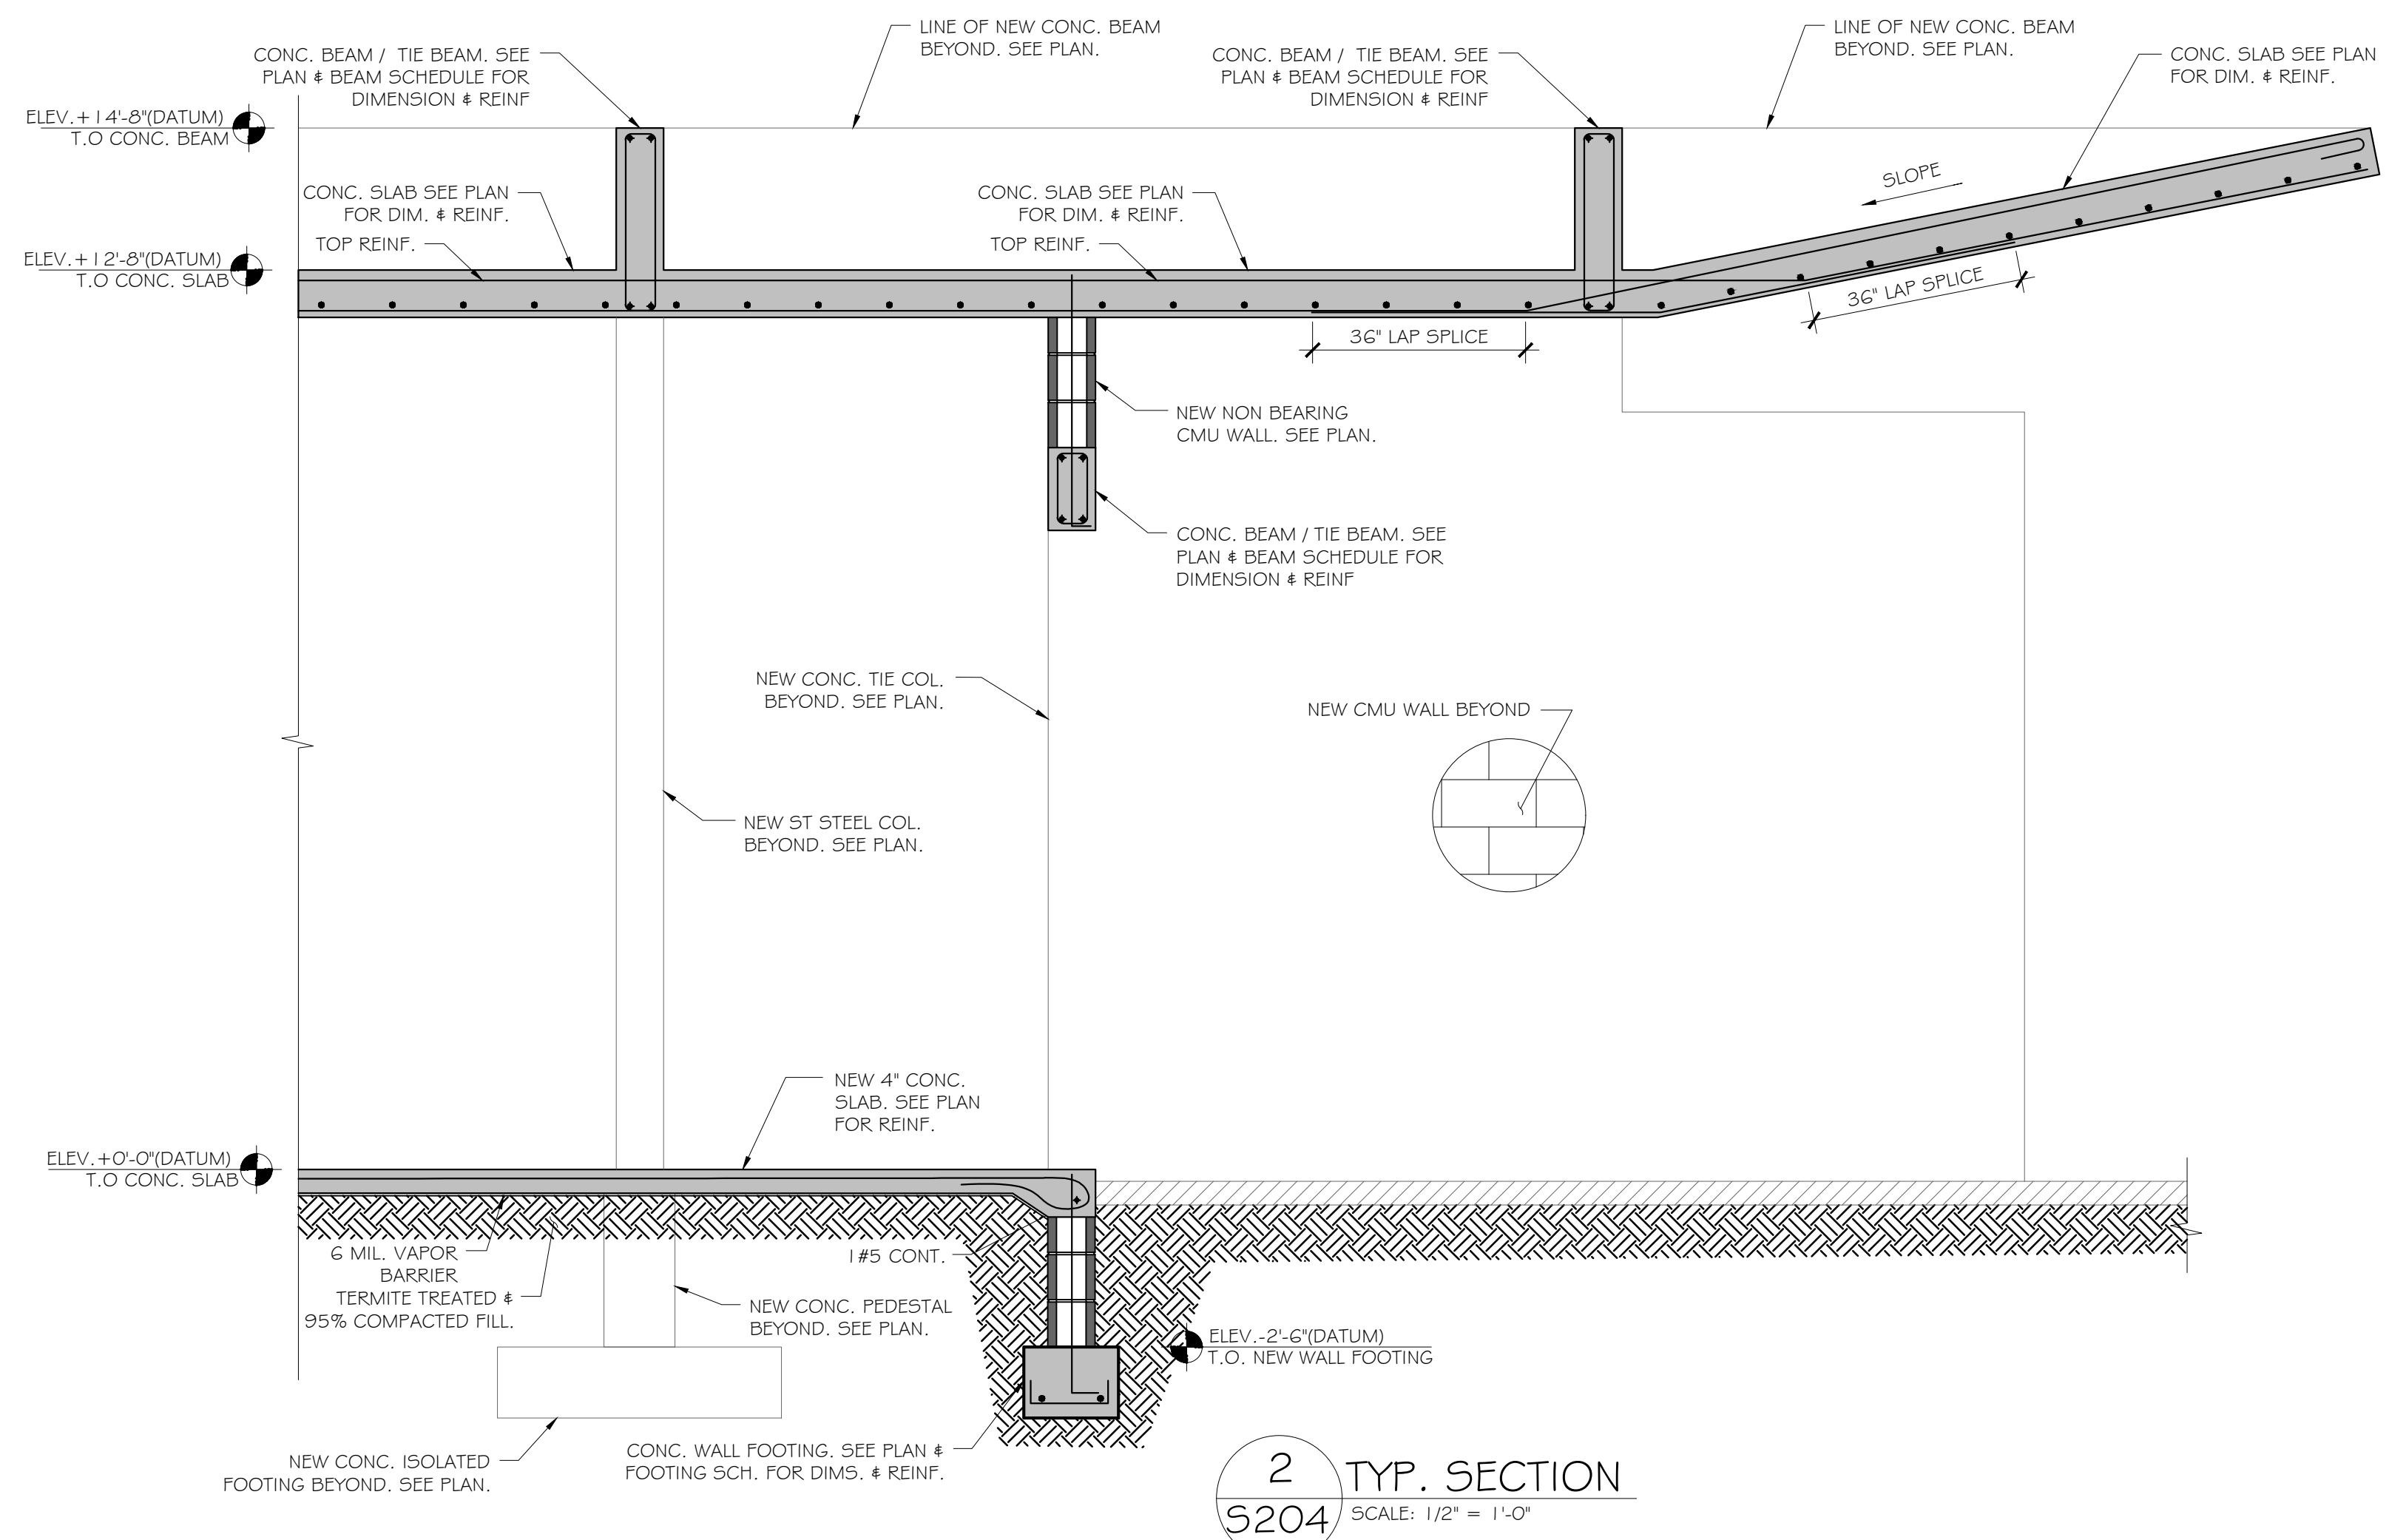 LINE OF NEW CONC. BEAM
BEYOND. SEE PLAN.
LINE OF NEW CONC. BEAM
BEYOND. SEE PLAN.
CONC. BEAM / TIE BEAM. SEE
PLAN & BEAM SCHEDULE FOR
DIMENSION & REINF
CONC. BEAM / TIE BEAM. SEE
PLAN & BEAM SCHEDULE FOR
DIMENSION & REINF
CONC. SLAB SEE PLAN
FOR DIM. & REINF.
ELEV.+14'-8"(DATUM)
T.O CONC. BEAM
SLOPE
CONC. SLAB SEE PLAN
FOR DIM. & REINF.
TOP REINF.
CONC. SLAB SEE PLAN
FOR DIM. & REINF.
TOP REINF.
ELEV.+12'-8"(DATUM)
T.O CONC. SLAB
36" LAP SPLICE
36" LAP SPLICE
NEW NON BEARING
CMU WALL. SEE PLAN.
CONC. BEAM / TIE BEAM. SEE
PLAN & BEAM SCHEDULE FOR
DIMENSION & REINF
NEW CONC. TIE COL.
BEYOND. SEE PLAN.
NEW CMU WALL BEYOND
NEW ST STEEL COL.
BEYOND. SEE PLAN.
NEW 4" CONC.
SLAB. SEE PLAN
FOR REINF.
ELEV.+0'-0"(DATUM)
T.O CONC. SLAB
6 MIL. VAPOR
BARRIER
TERMITE TREATED &
95% COMPACTED FILL.
1#5 CONT.
NEW CONC. PEDESTAL
BEYOND. SEE PLAN.
ELEV.-2'-6"(DATUM)
T.O. NEW WALL FOOTING
NEW CONC. ISOLATED
FOOTING BEYOND. SEE PLAN.
CONC. WALL FOOTING. SEE PLAN &
FOOTING SCH. FOR DIMS. & REINF.
2
S204
TYP. SECTION
SCALE: 1/2" = 1'-0"